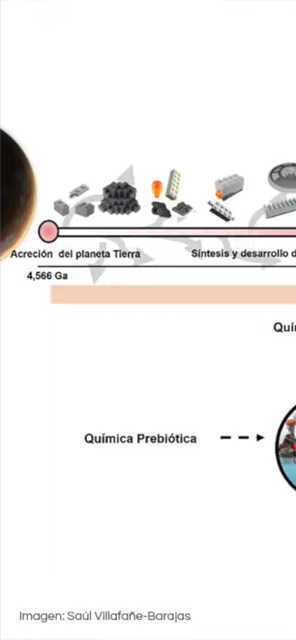 Acreción del planeta Tierra
Síntesis y desarrollo d
4,566 Ga
Quí
Química Prebiótica
Imagen: Saúl Villafañe-Barajas